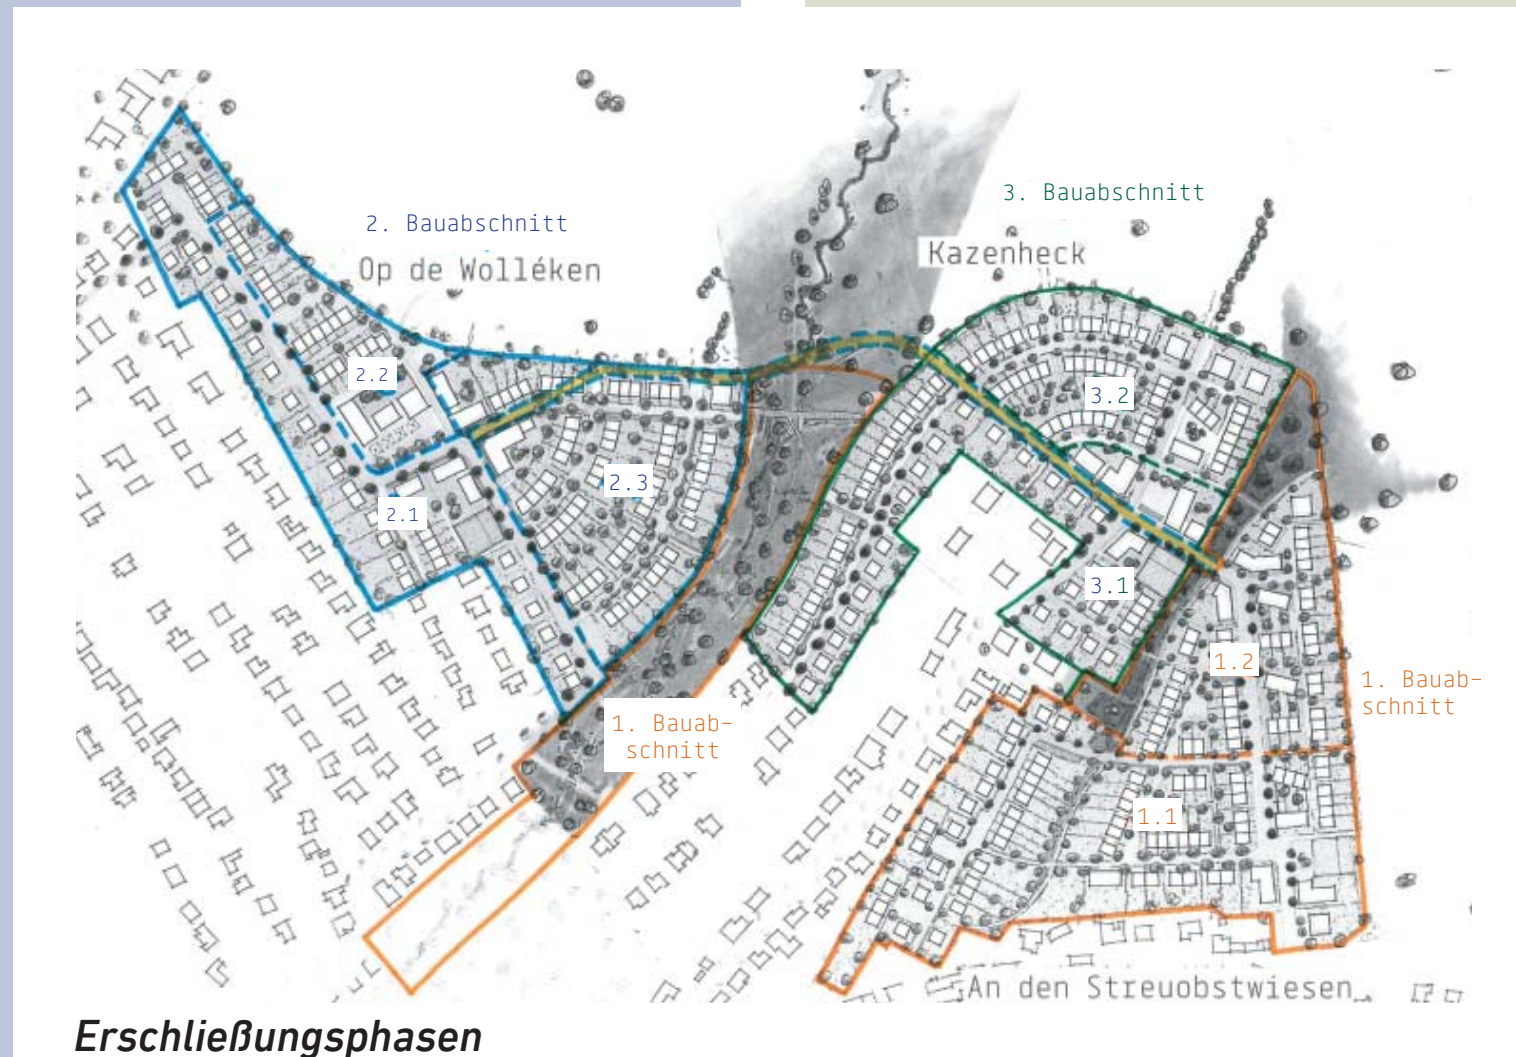 3. Bauabschnitt
2. Bauabschnitt
Kazenheck
Op de Wolléken
2.2
3.2
2.3
2.1
3.1
1.2
1. Bauab-
schnitt
1. Bauab-
schnitt
1.1
An den Streuobstwiesen
Erschließungsphasen